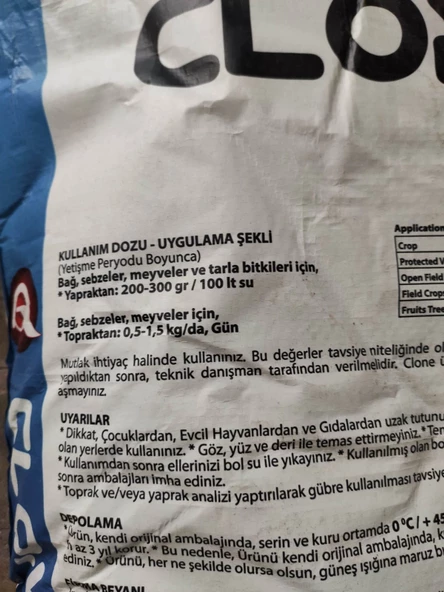 CLO
KULLANIM DOZU - UYGULAMA ŞEKLİ
(Yetişme Peryodu Boyunca)
Bağ, sebzeler, meyveler ve tarla bitkileri için,
* Yapraktan: 200-300 gr / 100 lt su
Bağ, sebzeler, meyveler için,
*Topraktan: 0,5-1,5 kg/da, Gün
Application
Crop
Protected V
Open Field
Field Crops
Fruits Tree
Mutlak ihtiyaç halinde kullanınız. Bu değerler tavsiye niteliğinde ol
yapıldıktan sonra, teknik danışman tarafından verilmelidir. Clone ü
aşmayınız.
UYARILAR
* Dikkat, Çocuklardan, Evcil Hayvanlardan ve Gıdalardan uzak tutunu
olan yerlerde kullanınız. * Göz, yüz ve deri ile temas ettirmeyiniz. * Ten
* Kullanımdan sonra ellerinizi bol su ile yıkayınız. * Kullanılmış olan bo
sonra ambalajları imha ediniz.
* Toprak ve/veya yaprak analizi yaptırılarak gübre kullanılması tavsiye
DEPOLAMA
*Ürün, kendi orijinal ambalajında, serin ve kuru ortamda 0 °C / + 45
az 3 yıl korur. * Bu nedenle, Ürünü kendi orijinal ambalajında, k
ediniz. * Ürünü, her ne şekilde olursa olsun, güneş ışığına maruz b
FİRMA BEYANI